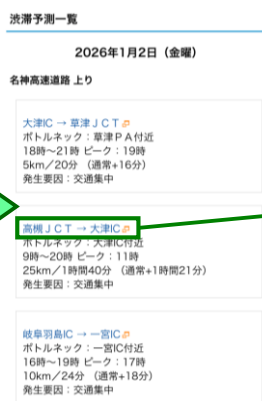 渋滞予測一覧
2026年1月2日（金曜）
名神高速道路 上り
大津IC → 草津ＪＣＴ
ボトルネック：草津ＰＡ付近
18時～21時 ピーク：19時
5km／20分 （通常+16分）
発生要因：交通集中
高槻ＪＣＴ → 大津IC
ボトルネック：大津IC付近
9時～20時 ピーク：11時
25km／1時間40分 （通常+1時間21分）
発生要因：交通集中
岐阜羽島IC → 一宮IC
ボトルネック：一宮IC付近
16時～19時 ピーク：17時
10km／24分 （通常+18分）
発生要因：交通集中